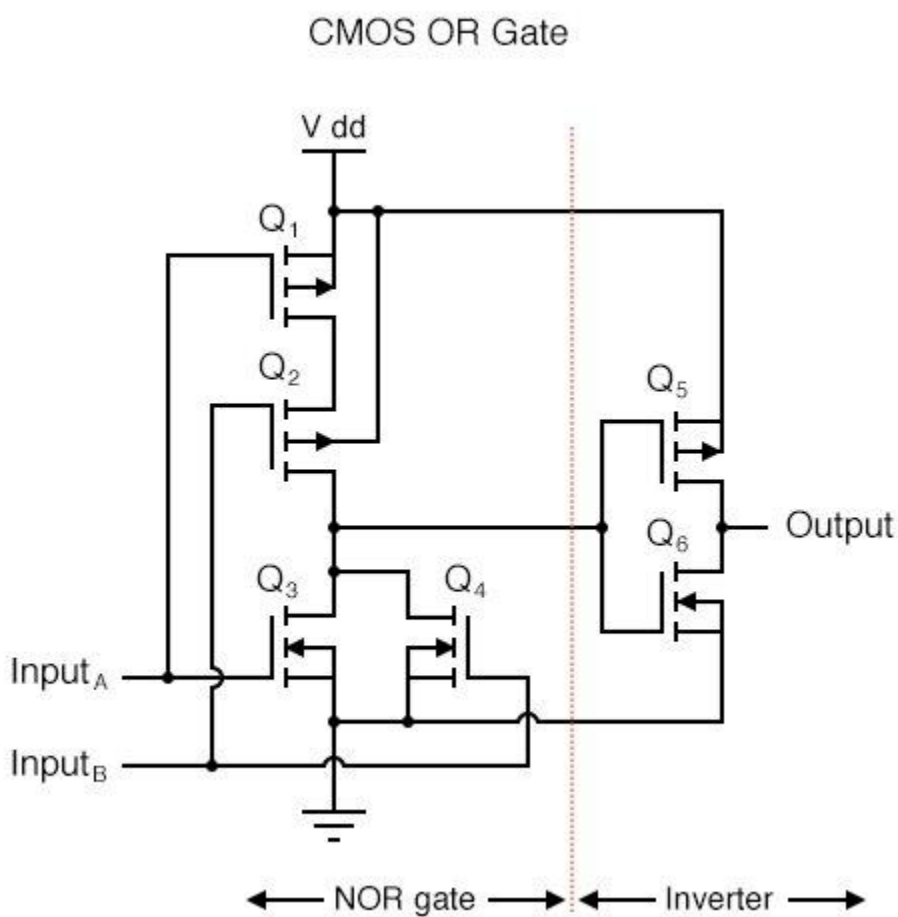 CMOS OR Gate
V dd
Q1
Q2
Q5
Output
Q6
Q3
Q4
InputA
InputB
NOR gate
Inverter